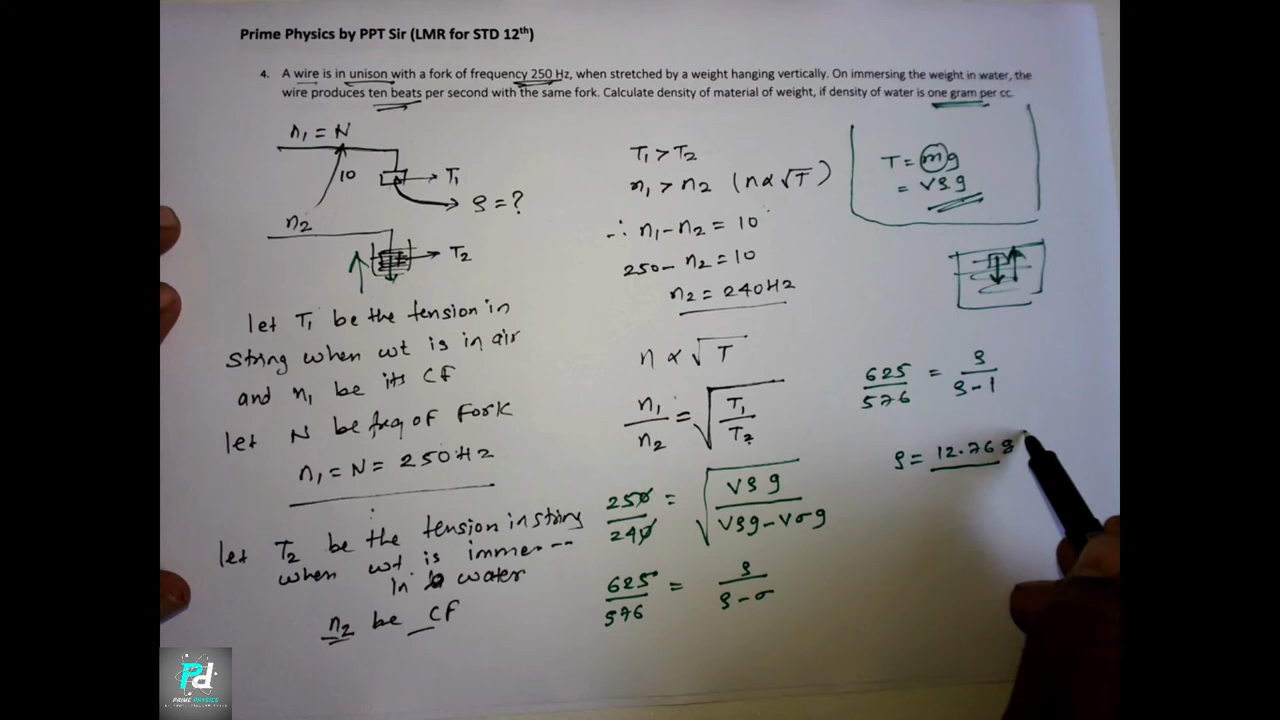 Prime Physics by PPT Sir (LMR for STD 12th)
4. A wire is in unison with a fork of frequency 250 Hz, when stretched by a weight hanging vertically. On immersing the weight in water, the
wire produces ten beats per second with the same fork. Calculate density of material of weight, if density of water is one gram per cc.
n₁ = N
10
T₁
ρ = ?
n₂
T₂
let T₁ be the tension in
string when wt is in air
and n₁ be its CF
let N be freq of Fork
n₁ = N = 250 Hz
let T₂ be the tension in string
when wt. is immer---
in water
n₂ be CF
T₁ > T₂
n₁ > n₂ (n ∝ √T)
∴ n₁ - n₂ = 10
250 - n₂ = 10
n₂ = 240 Hz
n ∝ √T
n₁/n₂ = √(T₁/T₂)
250/240 = √(Vρg/(Vρg - Vσg))
625/576 = ρ/(ρ - σ)
T = mg
= Vρg
625/576 = ρ/(ρ - 1)
ρ = 12.76 g
Pd
PRIME PHYSICS